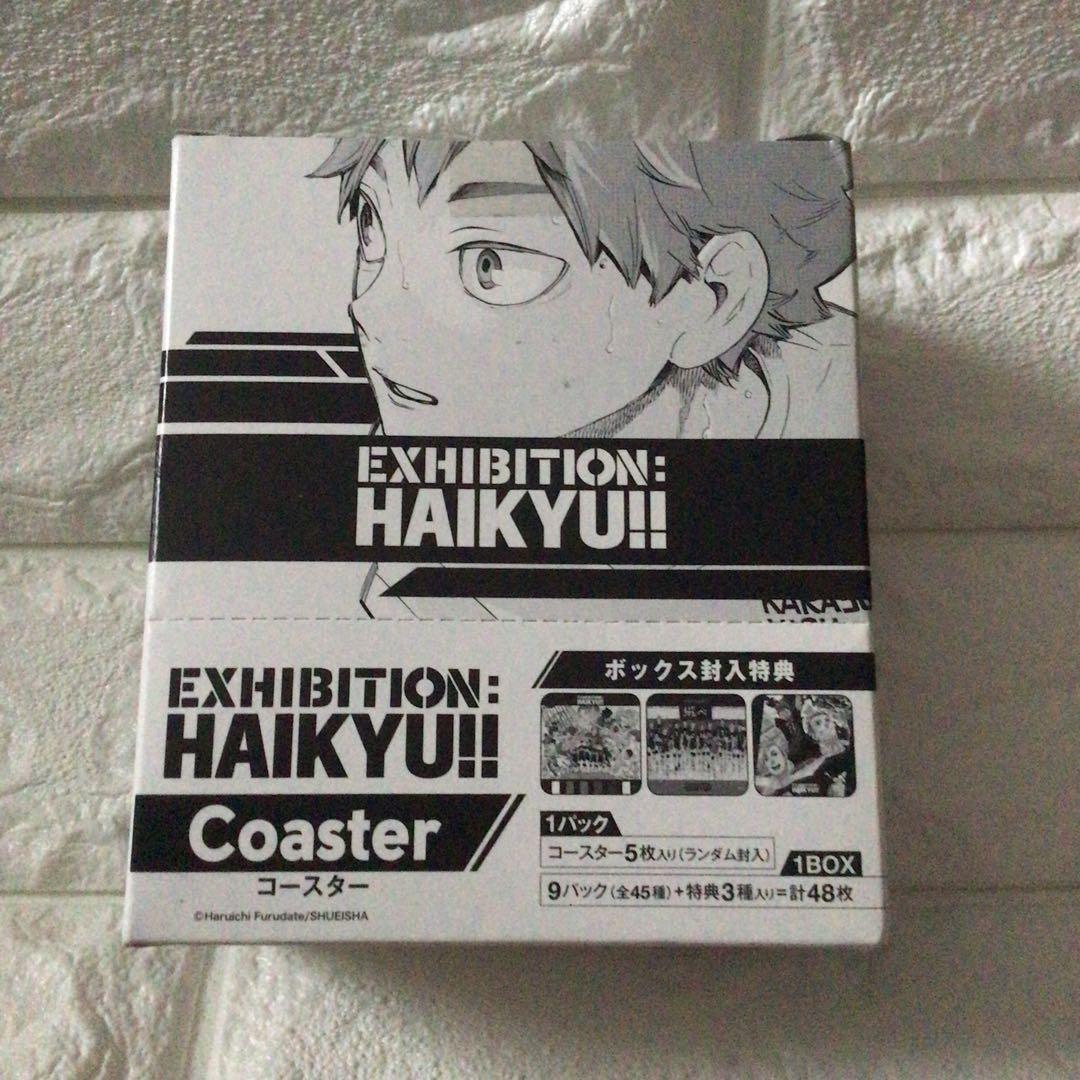 EXHIBITION:
HAIKYU!!
EXHIBITION:
HAIKYU!!
Coaster
コースター
©Haruichi Furudate/SHUEISHA
ボックス封入特典
1パック
コースター5枚入り(ランダム封入)
1BOX
9パック(全45種)+特典3種入り=計48枚